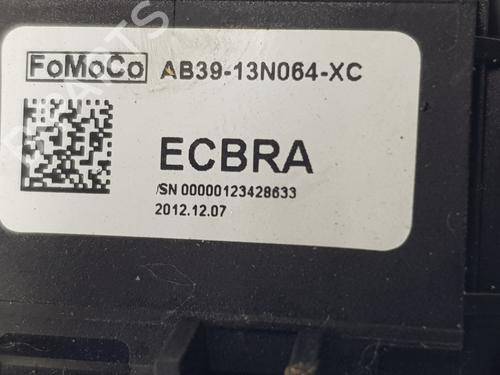 FoMoCo AB39-13N064-XC
ECBRA
/SN 00000123428633
2012.12.07